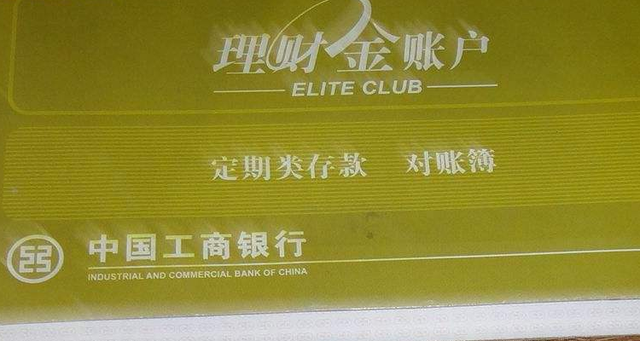 理财金账户
ELITE CLUB
定期类存款 对账簿
中国工商银行
INDUSTRIAL AND COMMERCIAL BANK OF CHINA